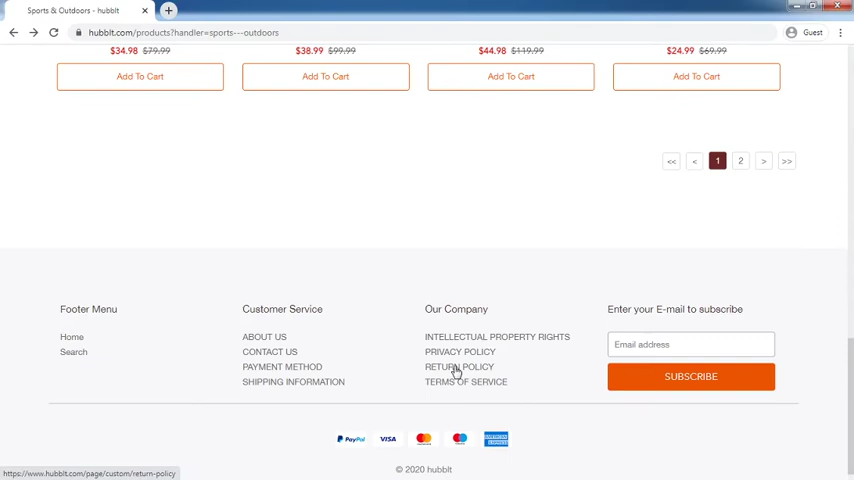 Sports & Outdoors - hubblt
hubblt.com/products?handler=sports---outdoors
Guest
$34.98 $79.99 $38.99 $99.99 $44.98 $119.99 $24.99 $69.99
Add To Cart Add To Cart Add To Cart Add To Cart
<< < 1 2 > >>
Footer Menu Customer Service Our Company Enter your E-mail to subscribe
Home ABOUT US INTELLECTUAL PROPERTY RIGHTS Email address
Search CONTACT US PRIVACY POLICY
PAYMENT METHOD RETURN POLICY SUBSCRIBE
SHIPPING INFORMATION TERMS OF SERVICE
PayPal VISA
© 2020 hubblt
https://www.hubblt.com/page/custom/return-policy